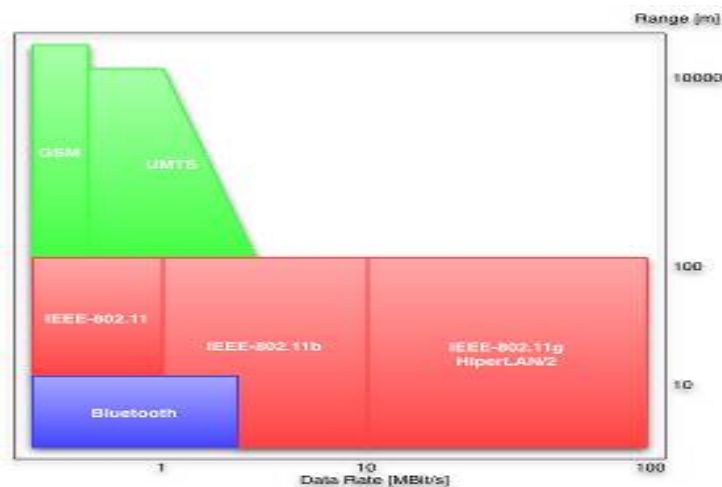 Range [m]
10000
GSM
UMTS
100
IEEE-802.11
IEEE-802.11b
IEEE-802.11g
HiperLAN/2
10
Bluetooth
1
10
100
Data Rate [MBit/s]